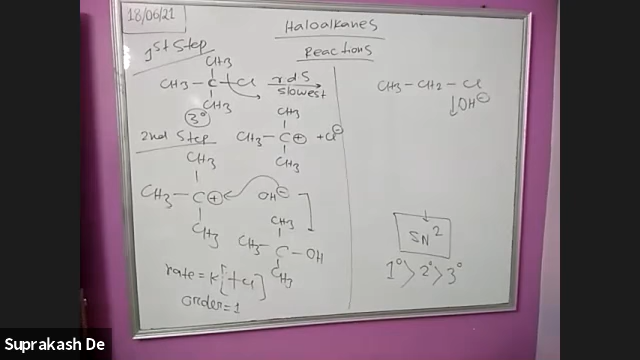 18/06/21
Haloalkanes
Reactions
1st Step
CH3
CH3 - C - Cl
CH3
3°
rds
slowest
CH3
CH3 - C⊕ + Cl⊖
CH3
2nd Step
CH3
CH3 - C⊕ OH⊖
CH3
CH3
CH3 - C - OH
CH3
rate = K[+Cl]
order = 1
CH3 - CH2 - Cl
↓OH⊖
SN2
1° > 2° > 3°
Suprakash De